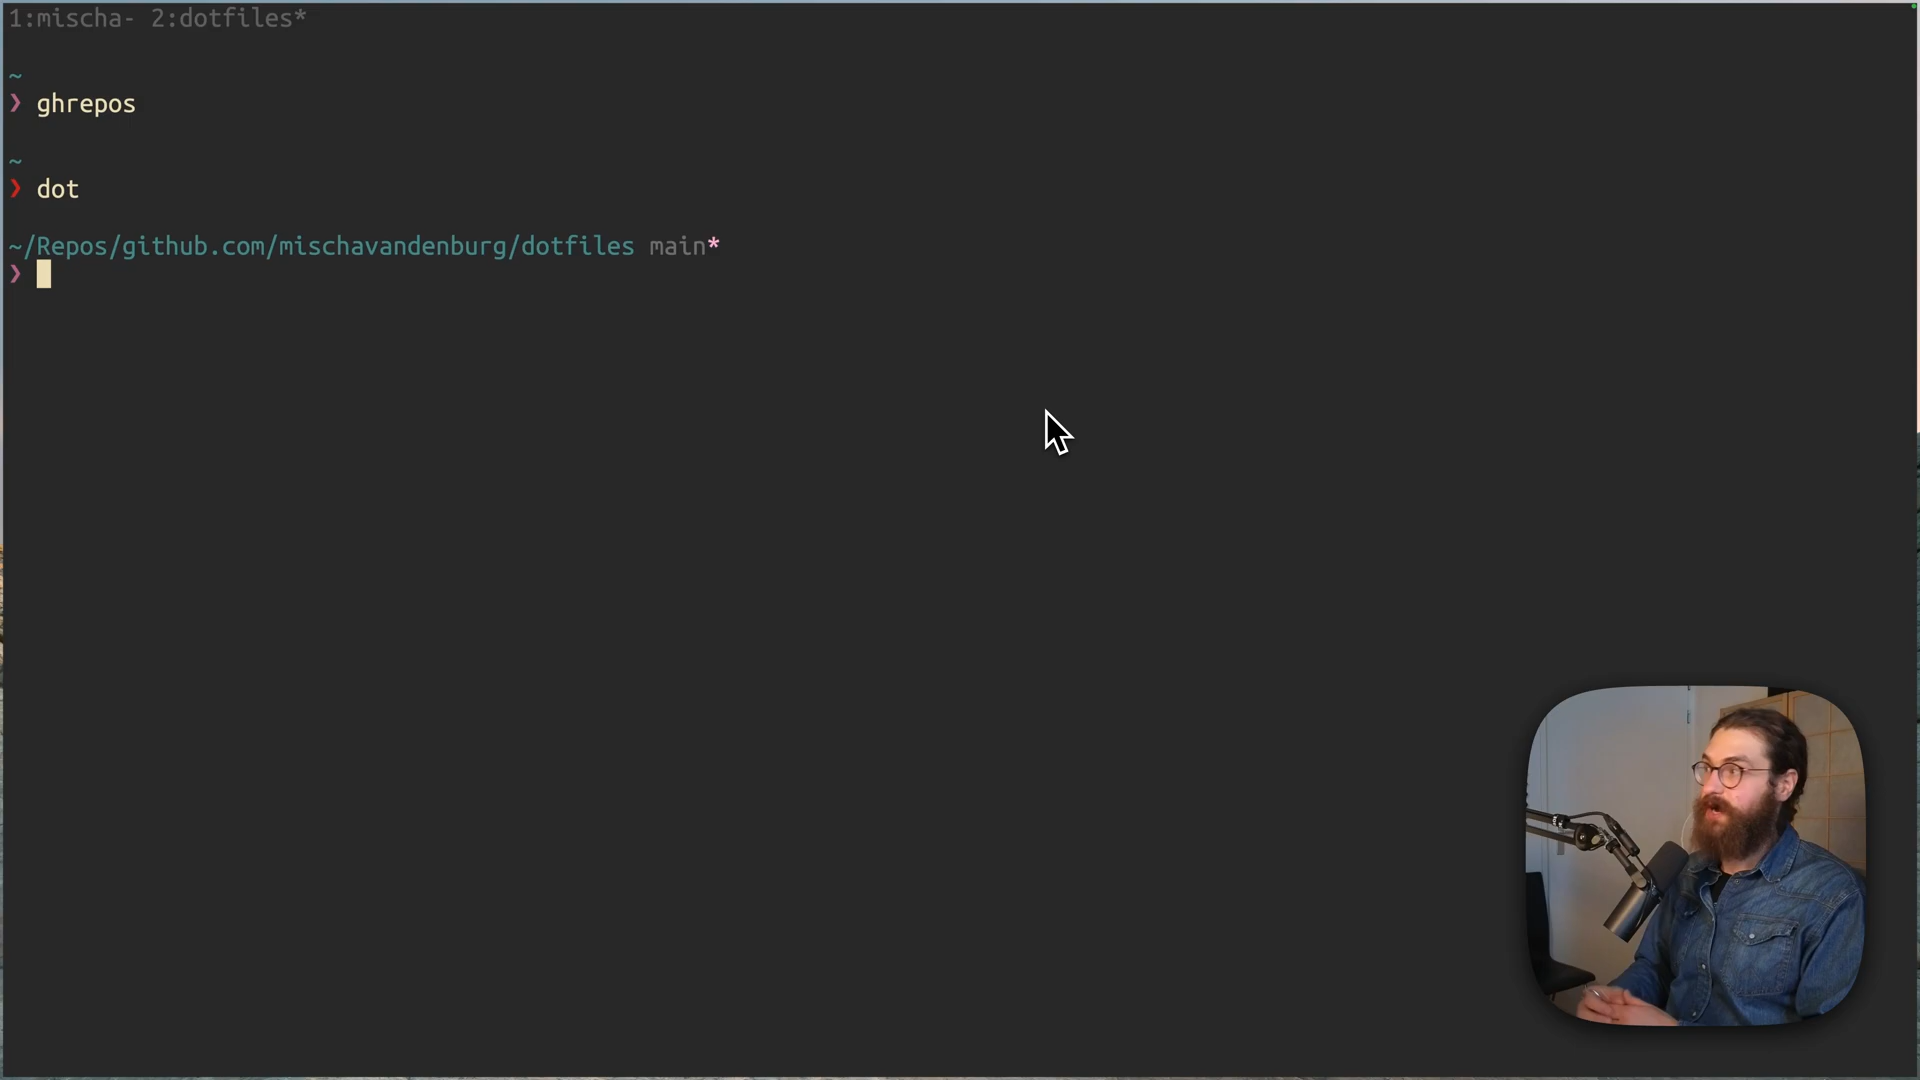 1:mischa- 2:dotfiles*
~
❯ ghrepos
~
❯ dot
~/Repos/github.com/mischavandenburg/dotfiles main*
❯